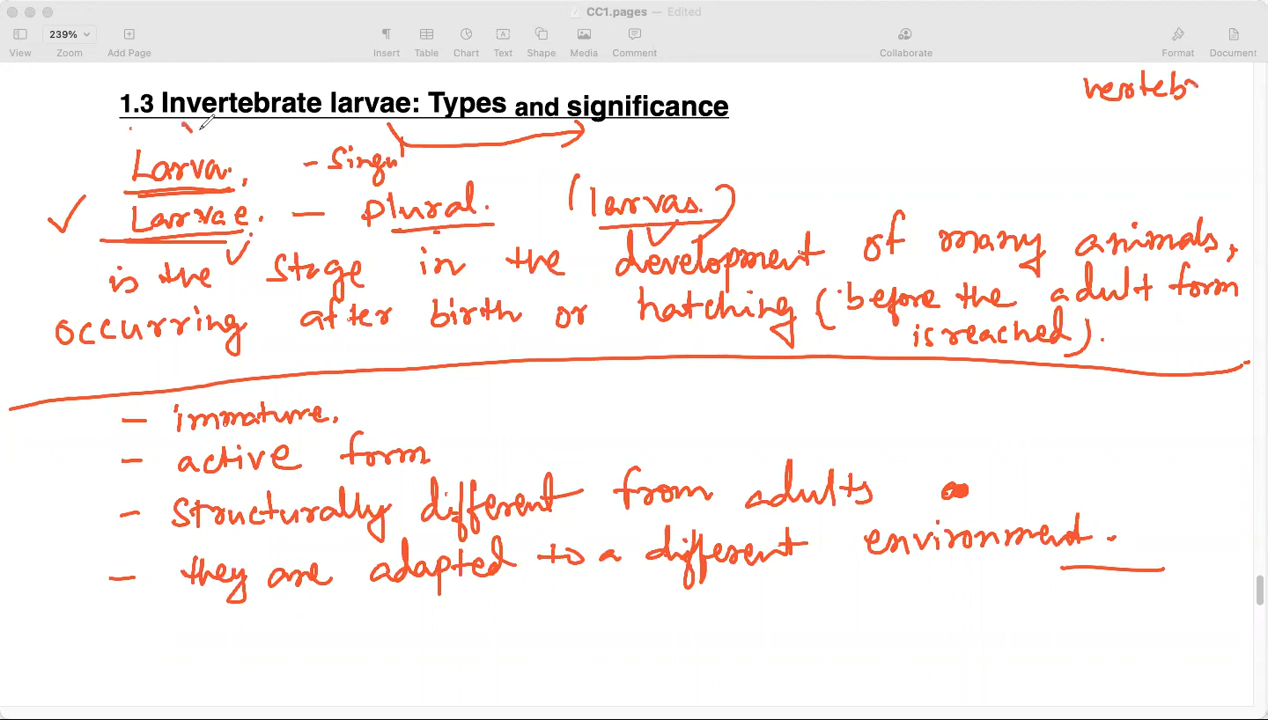 CC1.pages — Edited
239%
View Zoom Add Page Insert Table Chart Text Shape Media Comment Collaborate Format Document
verteb
1.3 Invertebrate larvae: Types and significance
Larva. - Singu
Larvae. - Plural. (larvas.)
is the stage in the development of many animals,
occurring after birth or hatching (before the adult form
is reached).
- immature.
- active form
- Structurally different from adults
- they are adapted to a different environment.